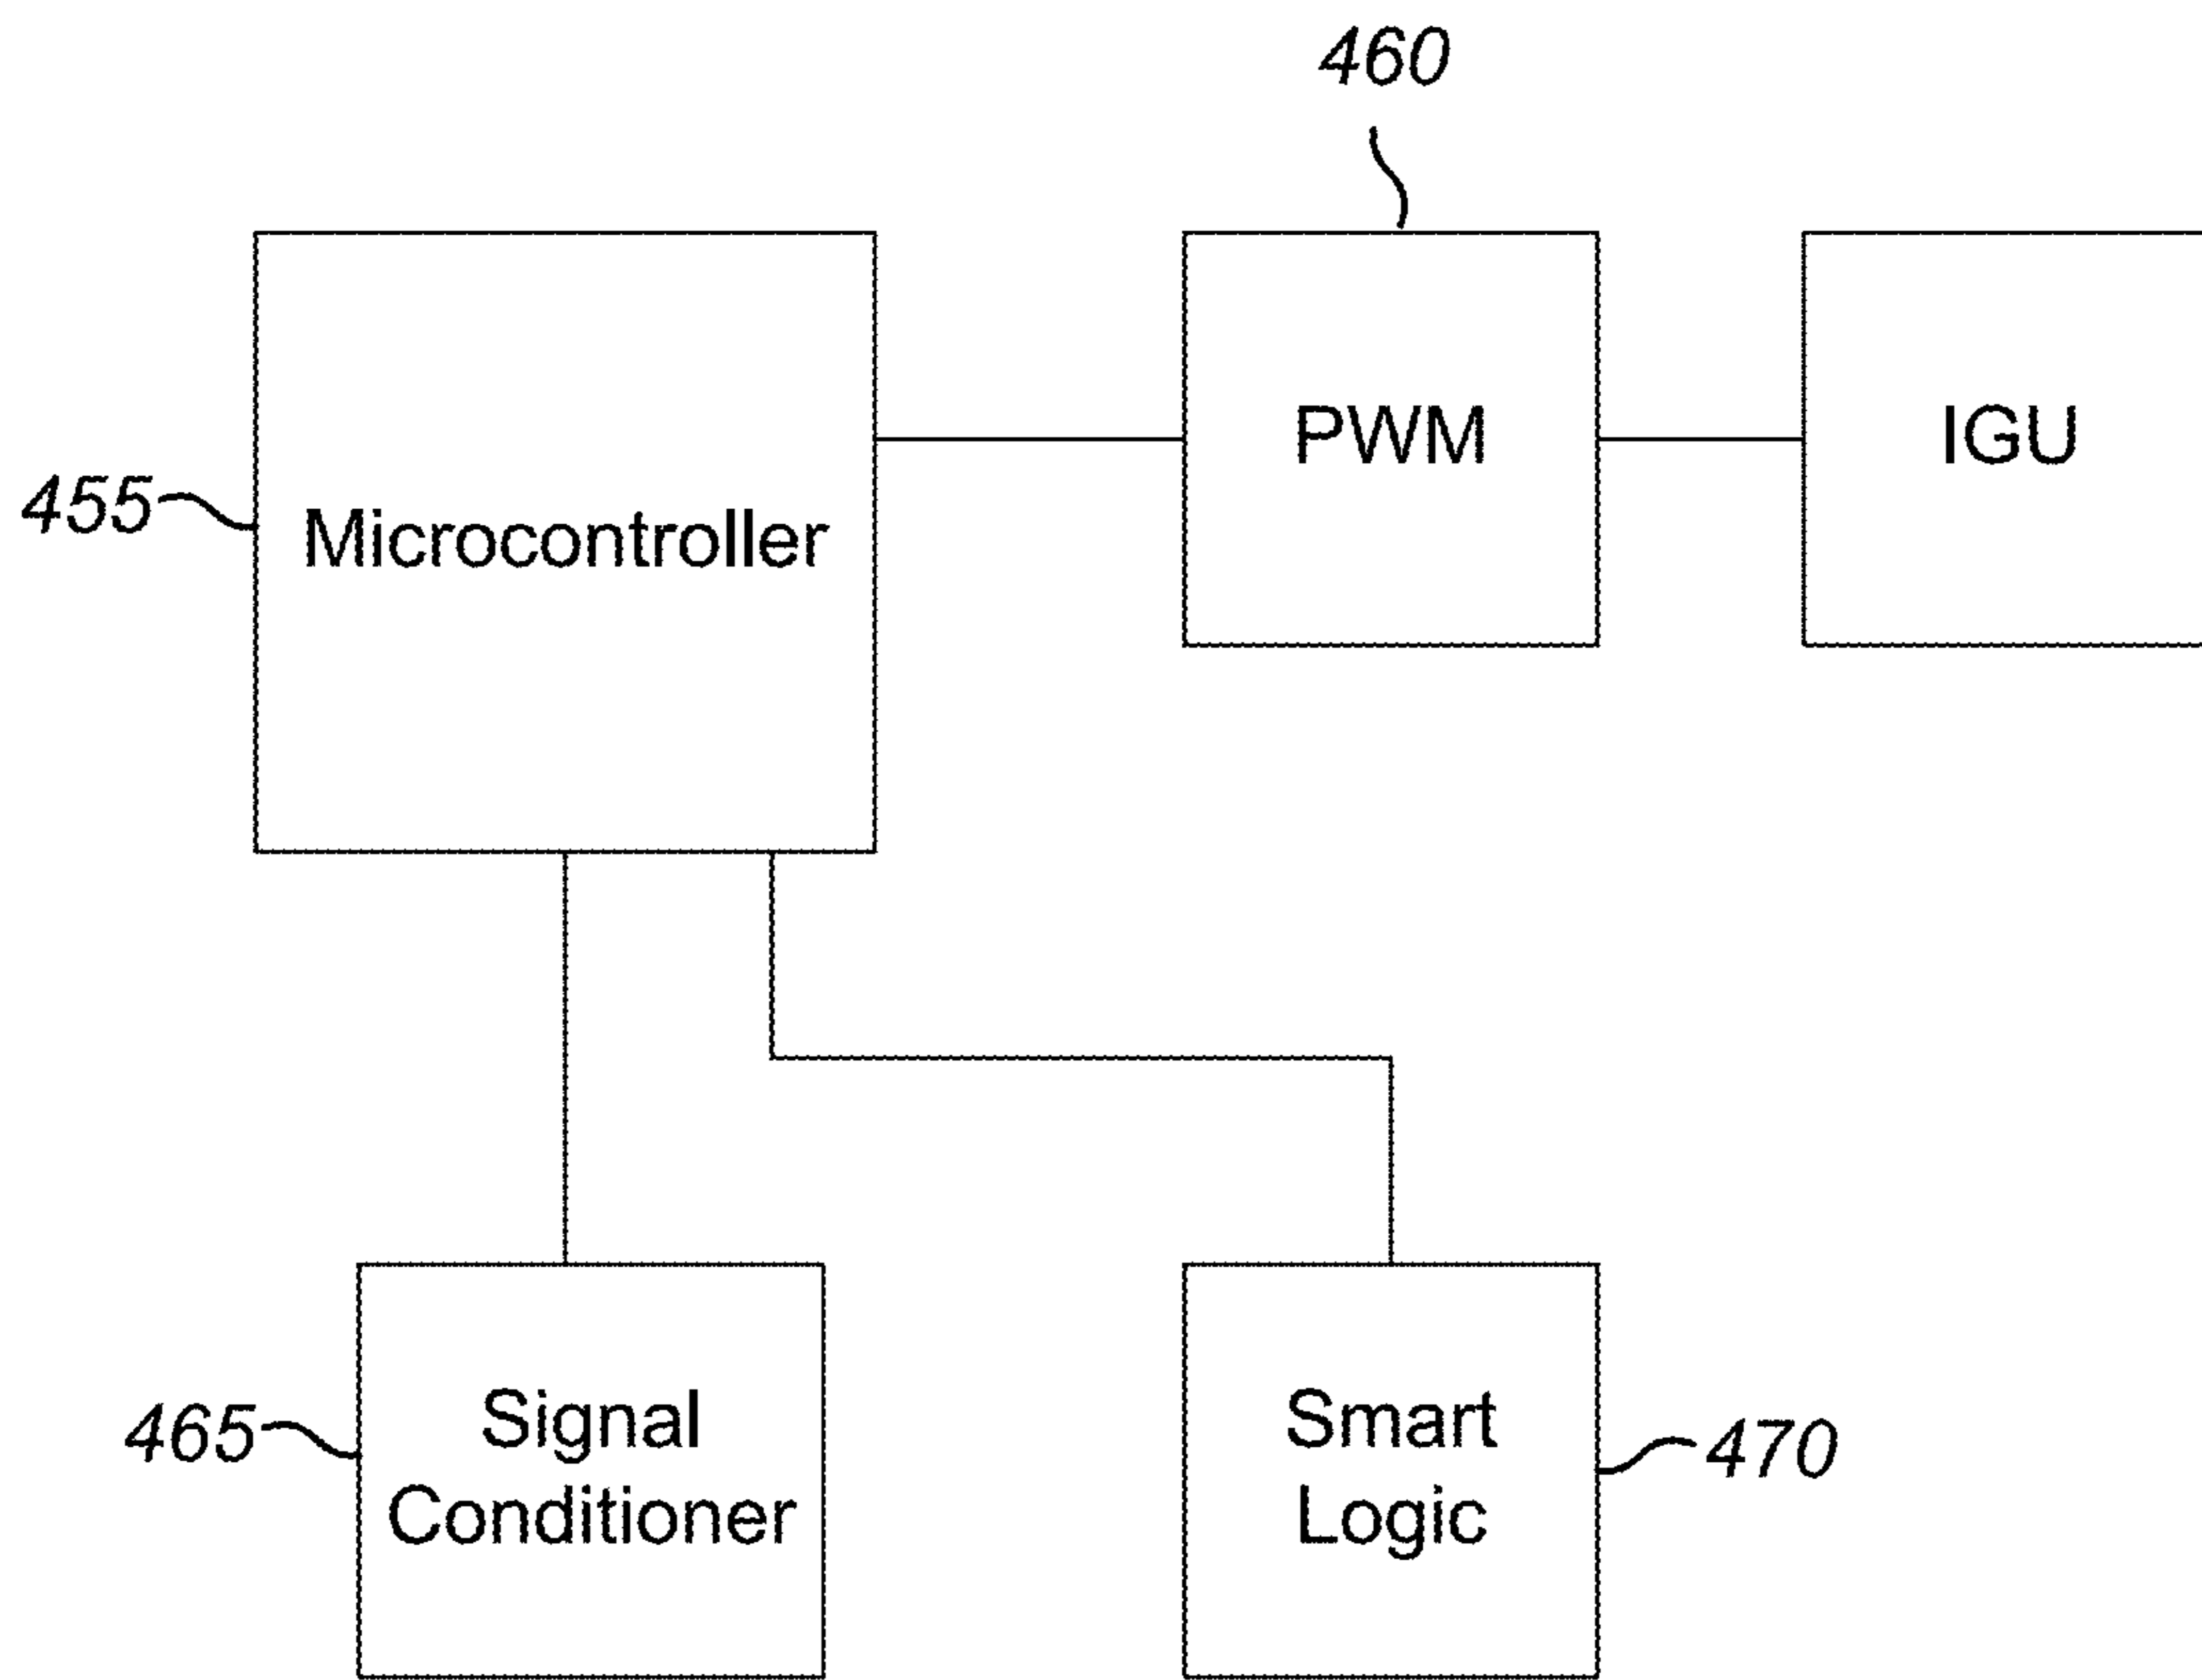 460
455
Microcontroller
PWM
IGU
465
Signal
Conditioner
Smart
Logic
470